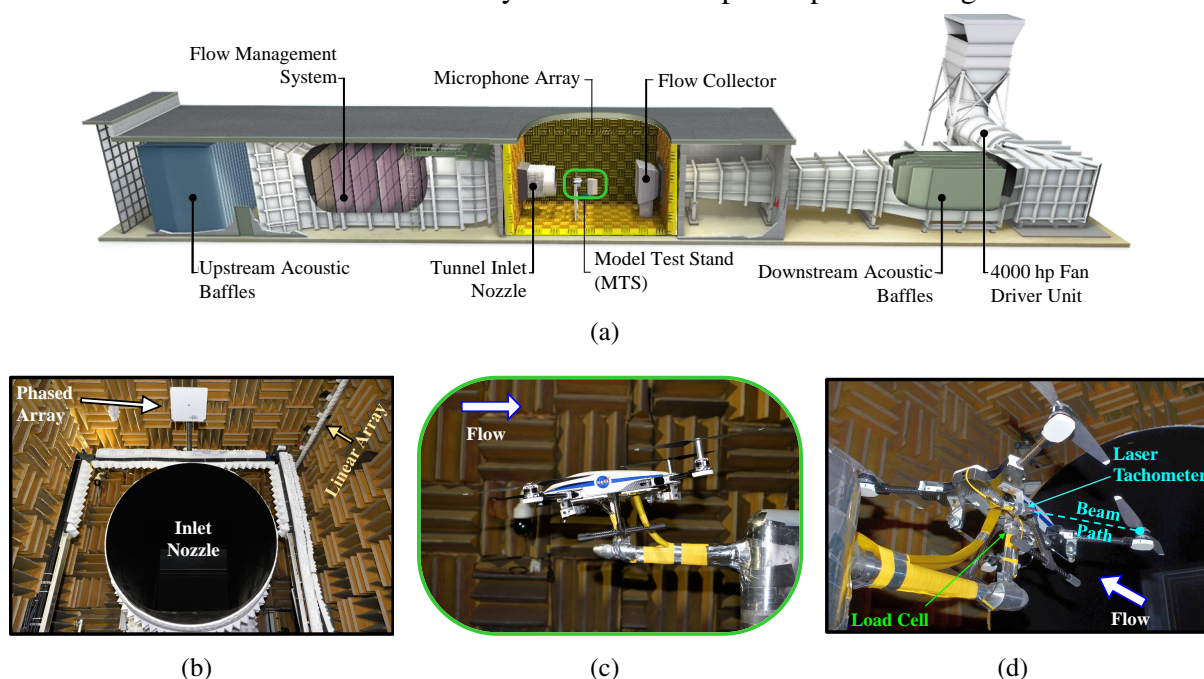 Flow Management
System
Microphone Array
Flow Collector
Upstream Acoustic
Baffles
Tunnel Inlet
Nozzle
Model Test Stand
(MTS)
Downstream Acoustic
Baffles
4000 hp Fan
Driver Unit
(a)
Phased
Array
Linear Array
Inlet
Nozzle
(b)
Flow
NASA
(c)
Laser
Tachometer
Beam
Path
Load Cell
Flow
(d)